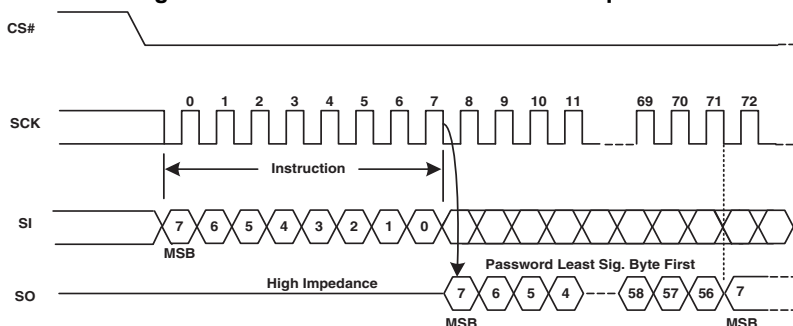 CS#
0 1 2 3 4 5 6 7 8 9 10 11 69 70 71 72
SCK
Instruction
SI
7 6 5 4 3 2 1 0
MSB
Password Least Sig. Byte First
High Impedance
SO
7 6 5 4 58 57 56 7
MSB MSB